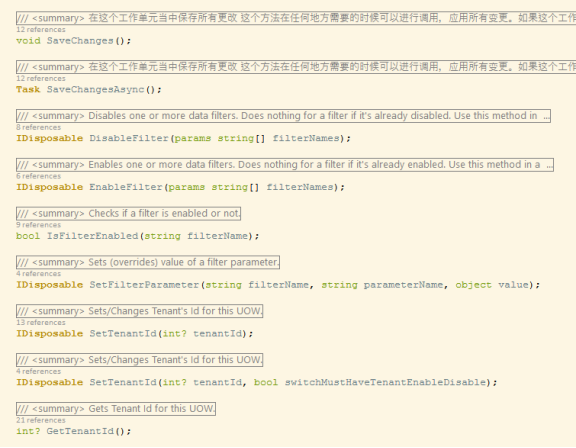 /// <summary> 在这个工作单元当中保存所有更改 这个方法在任何地方需要的时候可以进行调用, 应用所有变更。如果这个工作
12 references
void SaveChanges();
/// <summary> 在这个工作单元当中保存所有更改 这个方法在任何地方需要的时候可以进行调用, 应用所有变更。如果这个工作
12 references
Task SaveChangesAsync();
/// <summary> Disables one or more data filters. Does nothing for a filter if it's already disabled. Use this method in ...
8 references
IDisposable DisableFilter(params string[] filterNames);
/// <summary> Enables one or more data filters. Does nothing for a filter if it's already enabled. Use this method in a ...
6 references
IDisposable EnableFilter(params string[] filterNames);
/// <summary> Checks if a filter is enabled or not.
9 references
bool IsFilterEnabled(string filterName);
/// <summary> Sets (overrides) value of a filter parameter.
4 references
IDisposable SetFilterParameter(string filterName, string parameterName, object value);
/// <summary> Sets/Changes Tenant's Id for this UOW.
13 references
IDisposable SetTenantId(int? tenantId);
/// <summary> Sets/Changes Tenant's Id for this UOW.
4 references
IDisposable SetTenantId(int? tenantId, bool switchMustHaveTenantEnableDisable);
/// <summary> Gets Tenant Id for this UOW.
21 references
int? GetTenantId();